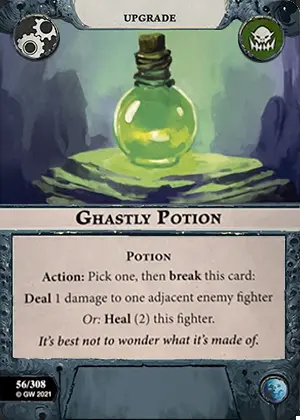 UPGRADE
GHASTLY POTION
POTION
Action: Pick one, then break this card:
Deal 1 damage to one adjacent enemy fighter
Or: Heal (2) this fighter.
It's best not to wonder what it's made of.
56/308
© GW 2021